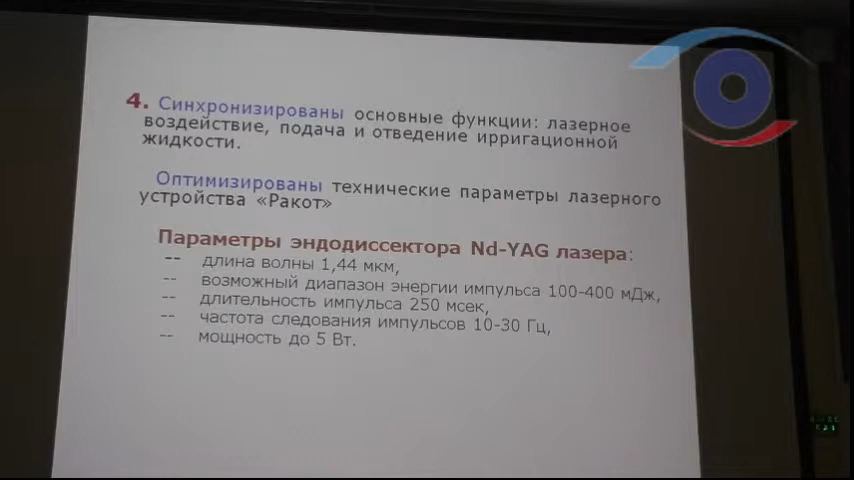 4. Синхронизированы основные функции: лазерное
воздействие, подача и отведение ирригационной
жидкости.
Оптимизированы технические параметры лазерного
устройства «Ракот»
Параметры эндодиссектора Nd-YAG лазера:
-- длина волны 1,44 мкм,
-- возможный диапазон энергии импульса 100-400 мДж,
-- длительность импульса 250 мсек,
-- частота следования импульсов 10-30 Гц,
-- мощность до 5 Вт.